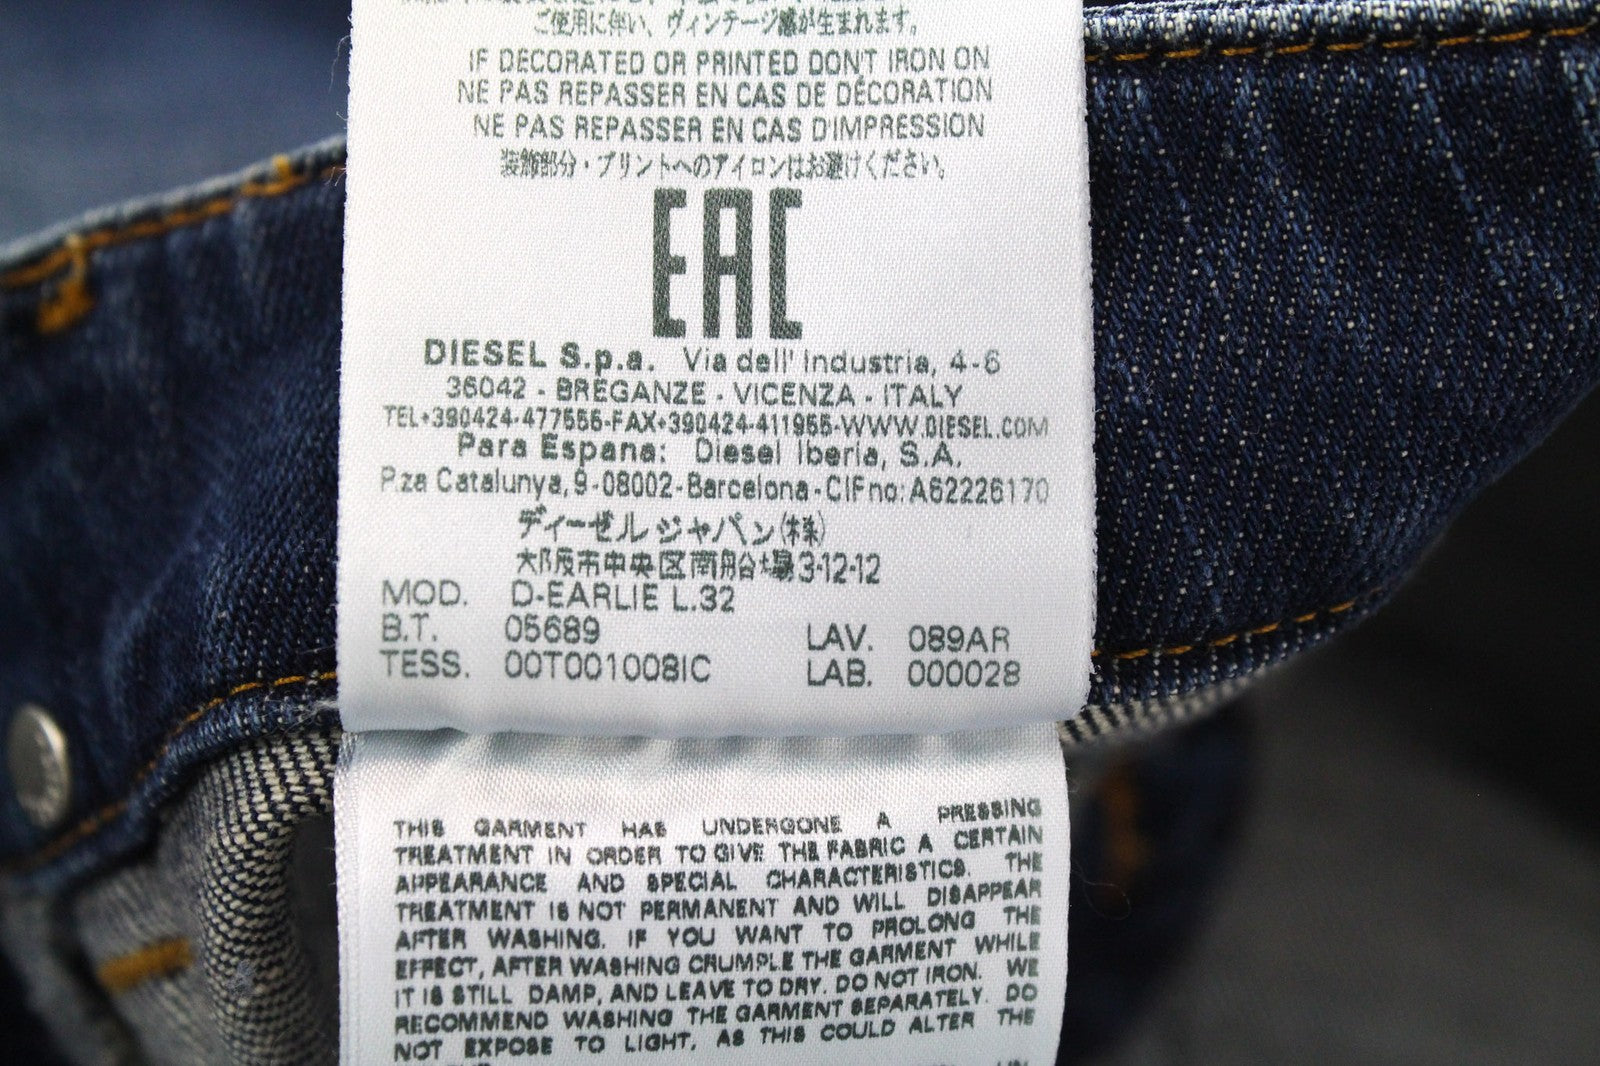 ご使用に伴い、ヴィンテージ感が生まれます。
IF DECORATED OR PRINTED DON'T IRON ON
NE PAS REPASSER EN CAS DE DÉCORATION
NE PAS REPASSER EN CAS D'IMPRESSION
装飾部分・プリントへのアイロンはお避けください。
EAC
DIESEL S.p.a. Via dell' Industria, 4-6
36042 - BREGANZE - VICENZA - ITALY
TEL+390424-477555-FAX+390424-411955-WWW.DIESEL.COM
Para Espana: Diesel Iberia, S.A.
P.za Catalunya, 9-08002-Barcelona-CIF no: A62226170
ディーゼル ジャパン(株)
大阪市中央区南船台場3-12-12
MOD. D-EARLIE L.32
B.T. 05689 LAV. 089AR
TESS. 00T001008IC LAB. 000028
THIS GARMENT HAS UNDERGONE A PRESSING
TREATMENT IN ORDER TO GIVE THE FABRIC A CERTAIN
APPEARANCE AND SPECIAL CHARACTERISTICS. THE
TREATMENT IS NOT PERMANENT AND WILL DISAPPEAR
AFTER WASHING. IF YOU WANT TO PROLONG THE
EFFECT, AFTER WASHING CRUMPLE THE GARMENT WHILE
IT IS STILL DAMP, AND LEAVE TO DRY. DO NOT IRON. WE
RECOMMEND WASHING THE GARMENT SEPARATELY. DO
NOT EXPOSE TO LIGHT, AS THIS COULD ALTER THE